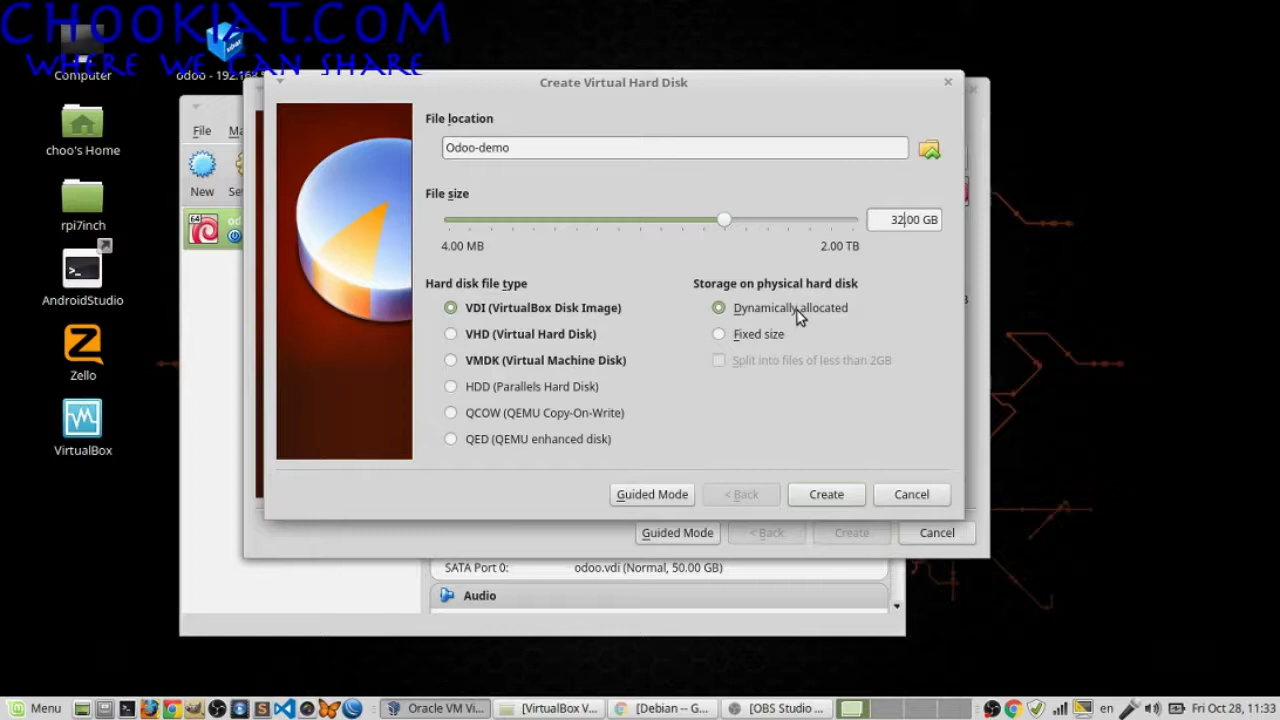 CHOOKIAT.COM
WHERE WE CAN SHARE
Computer
odoo - 192.168.
choo's Home
rpi7inch
AndroidStudio
Zello
VirtualBox
File
New
64
Create Virtual Hard Disk
File location
Odoo-demo
File size
32.00 GB
4.00 MB
2.00 TB
Hard disk file type
VDI (VirtualBox Disk Image)
VHD (Virtual Hard Disk)
VMDK (Virtual Machine Disk)
HDD (Parallels Hard Disk)
QCOW (QEMU Copy-On-Write)
QED (QEMU enhanced disk)
Storage on physical hard disk
Dynamically allocated
Fixed size
Split into files of less than 2GB
Guided Mode
< Back
Create
Cancel
Guided Mode
< Back
Create
Cancel
SATA Port 0:
odoo.vdi (Normal, 50.00 GB)
Audio
Menu
Oracle VM Vi...
[VirtualBox V...
[Debian -- G...
[OBS Studio ...
en
Fri Oct 28, 11:33